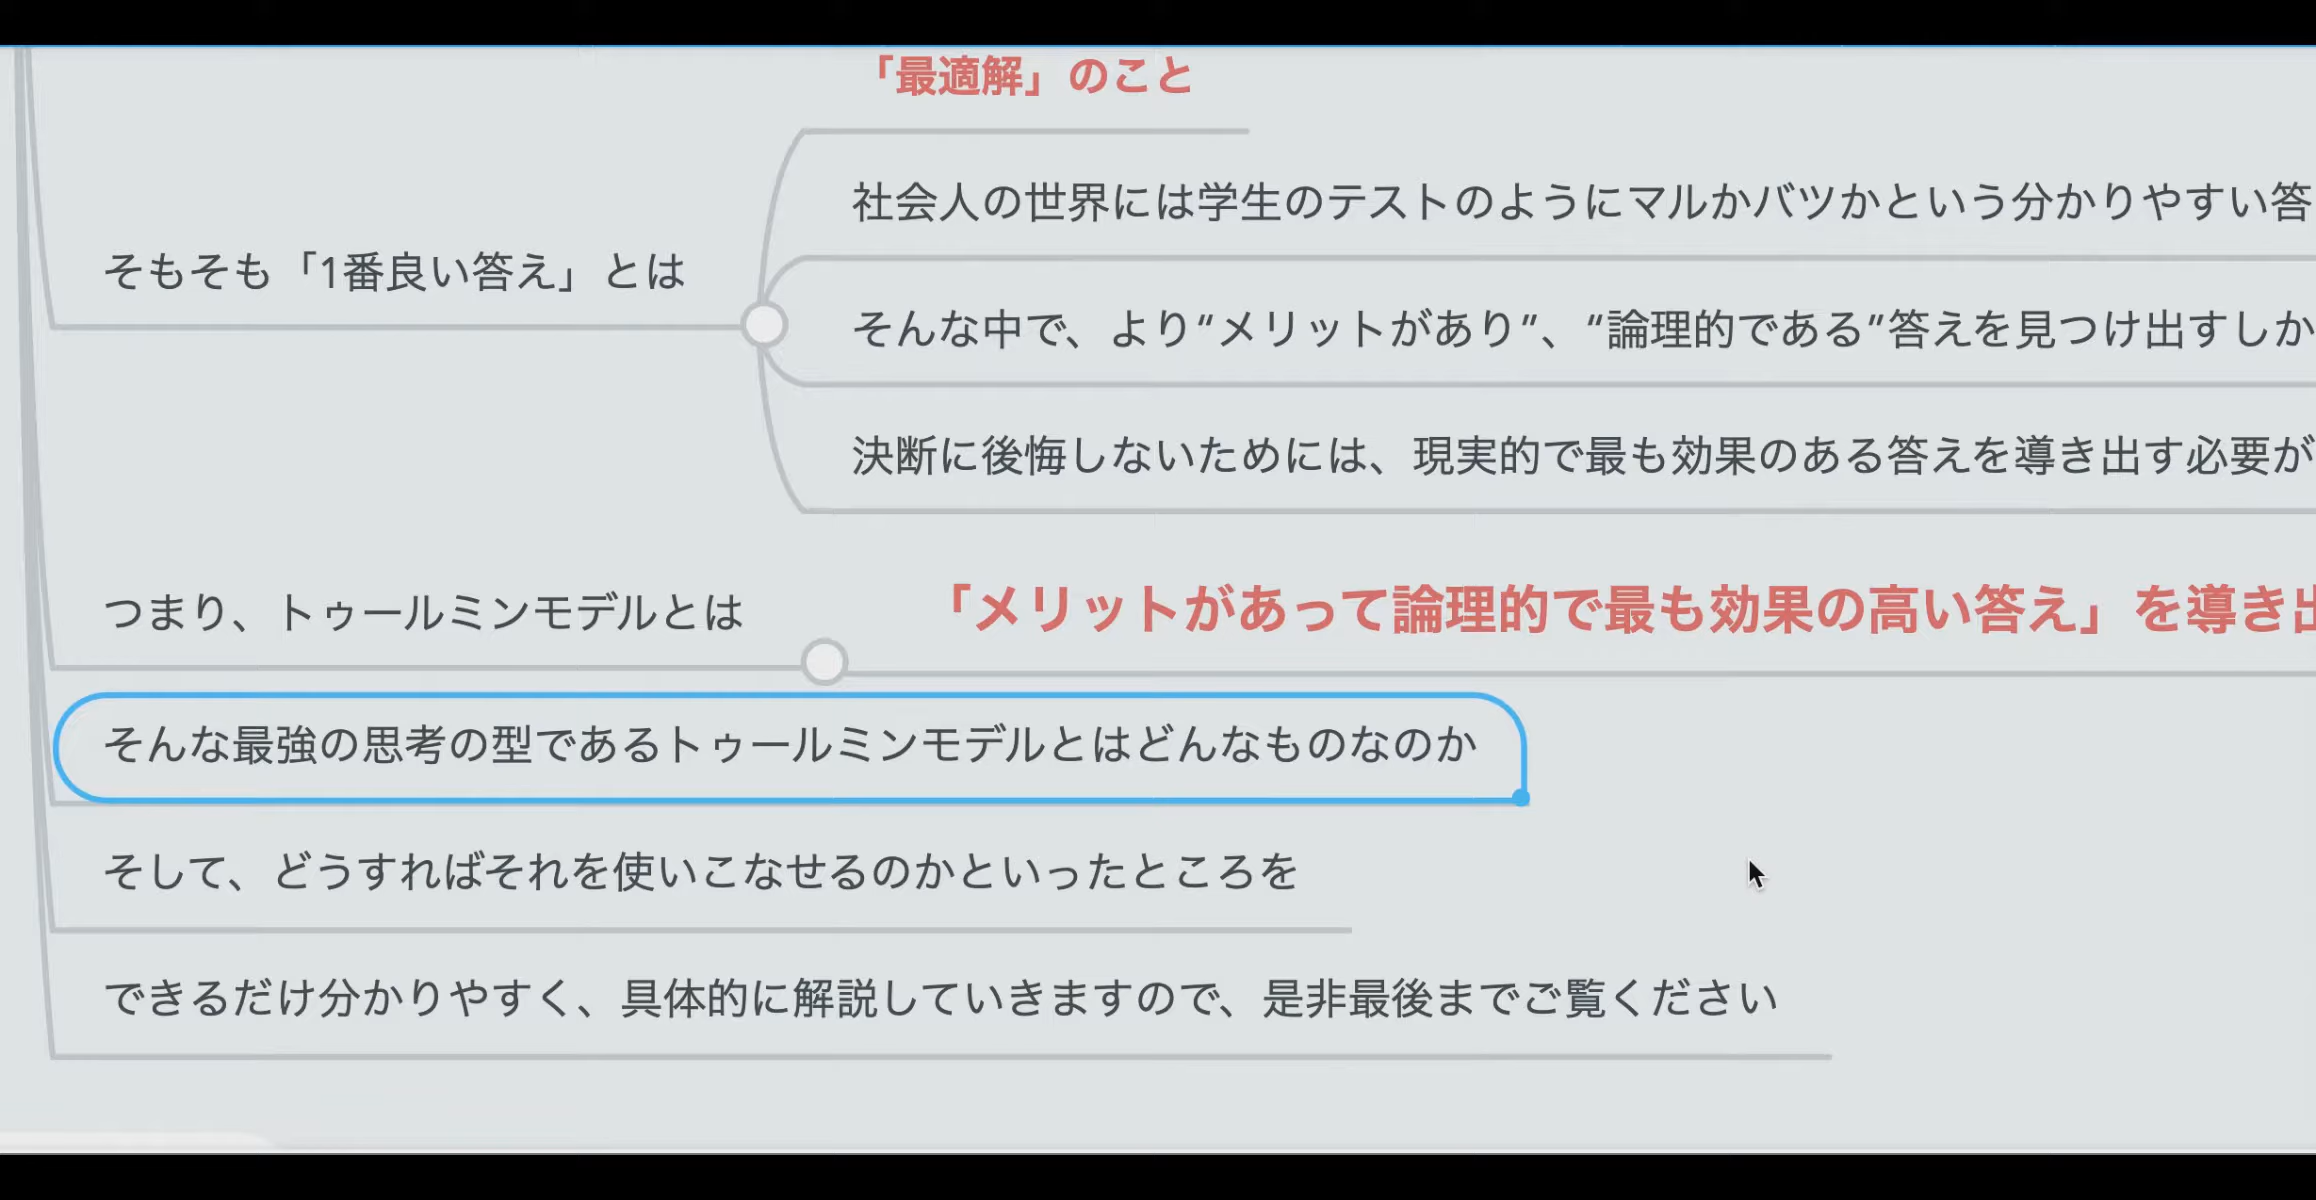 「最適解」のこと
社会人の世界には学生のテストのようにマルかバツかという分かりやすい答
そもそも「1番良い答え」とは
そんな中で、より“メリットがあり”、“論理的である”答えを見つけ出すしか
決断に後悔しないためには、現実的で最も効果のある答えを導き出す必要が
つまり、トゥールミンモデルとは
「メリットがあって論理的で最も効果の高い答え」を導き出
そんな最強の思考の型であるトゥールミンモデルとはどんなものなのか
そして、どうすればそれを使いこなせるのかといったところを
できるだけ分かりやすく、具体的に解説していきますので、是非最後までご覧ください